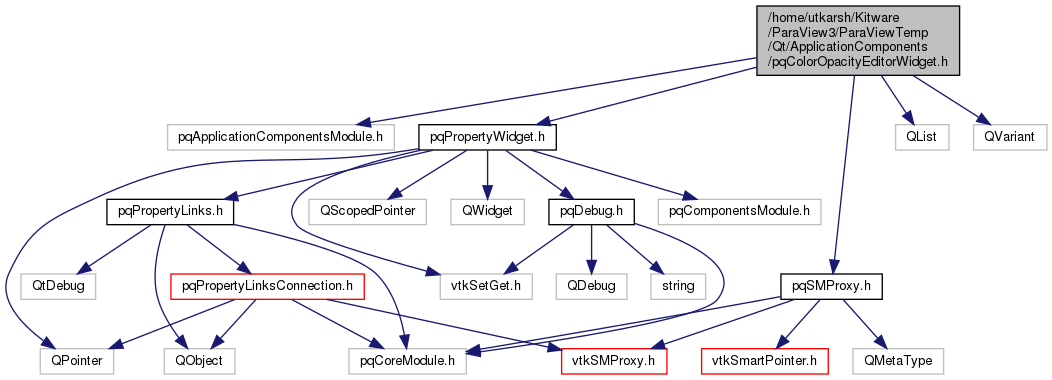 /home/utkarsh/Kitware
/ParaView3/ParaViewTemp
/Qt/ApplicationComponents
/pqColorOpacityEditorWidget.h
pqApplicationComponentsModule.h
pqPropertyWidget.h
QList
QVariant
pqPropertyLinks.h
QScopedPointer
QWidget
pqDebug.h
pqComponentsModule.h
QtDebug
pqPropertyLinksConnection.h
vtkSetGet.h
QDebug
string
pqSMProxy.h
QPointer
QObject
pqCoreModule.h
vtkSMProxy.h
vtkSmartPointer.h
QMetaType